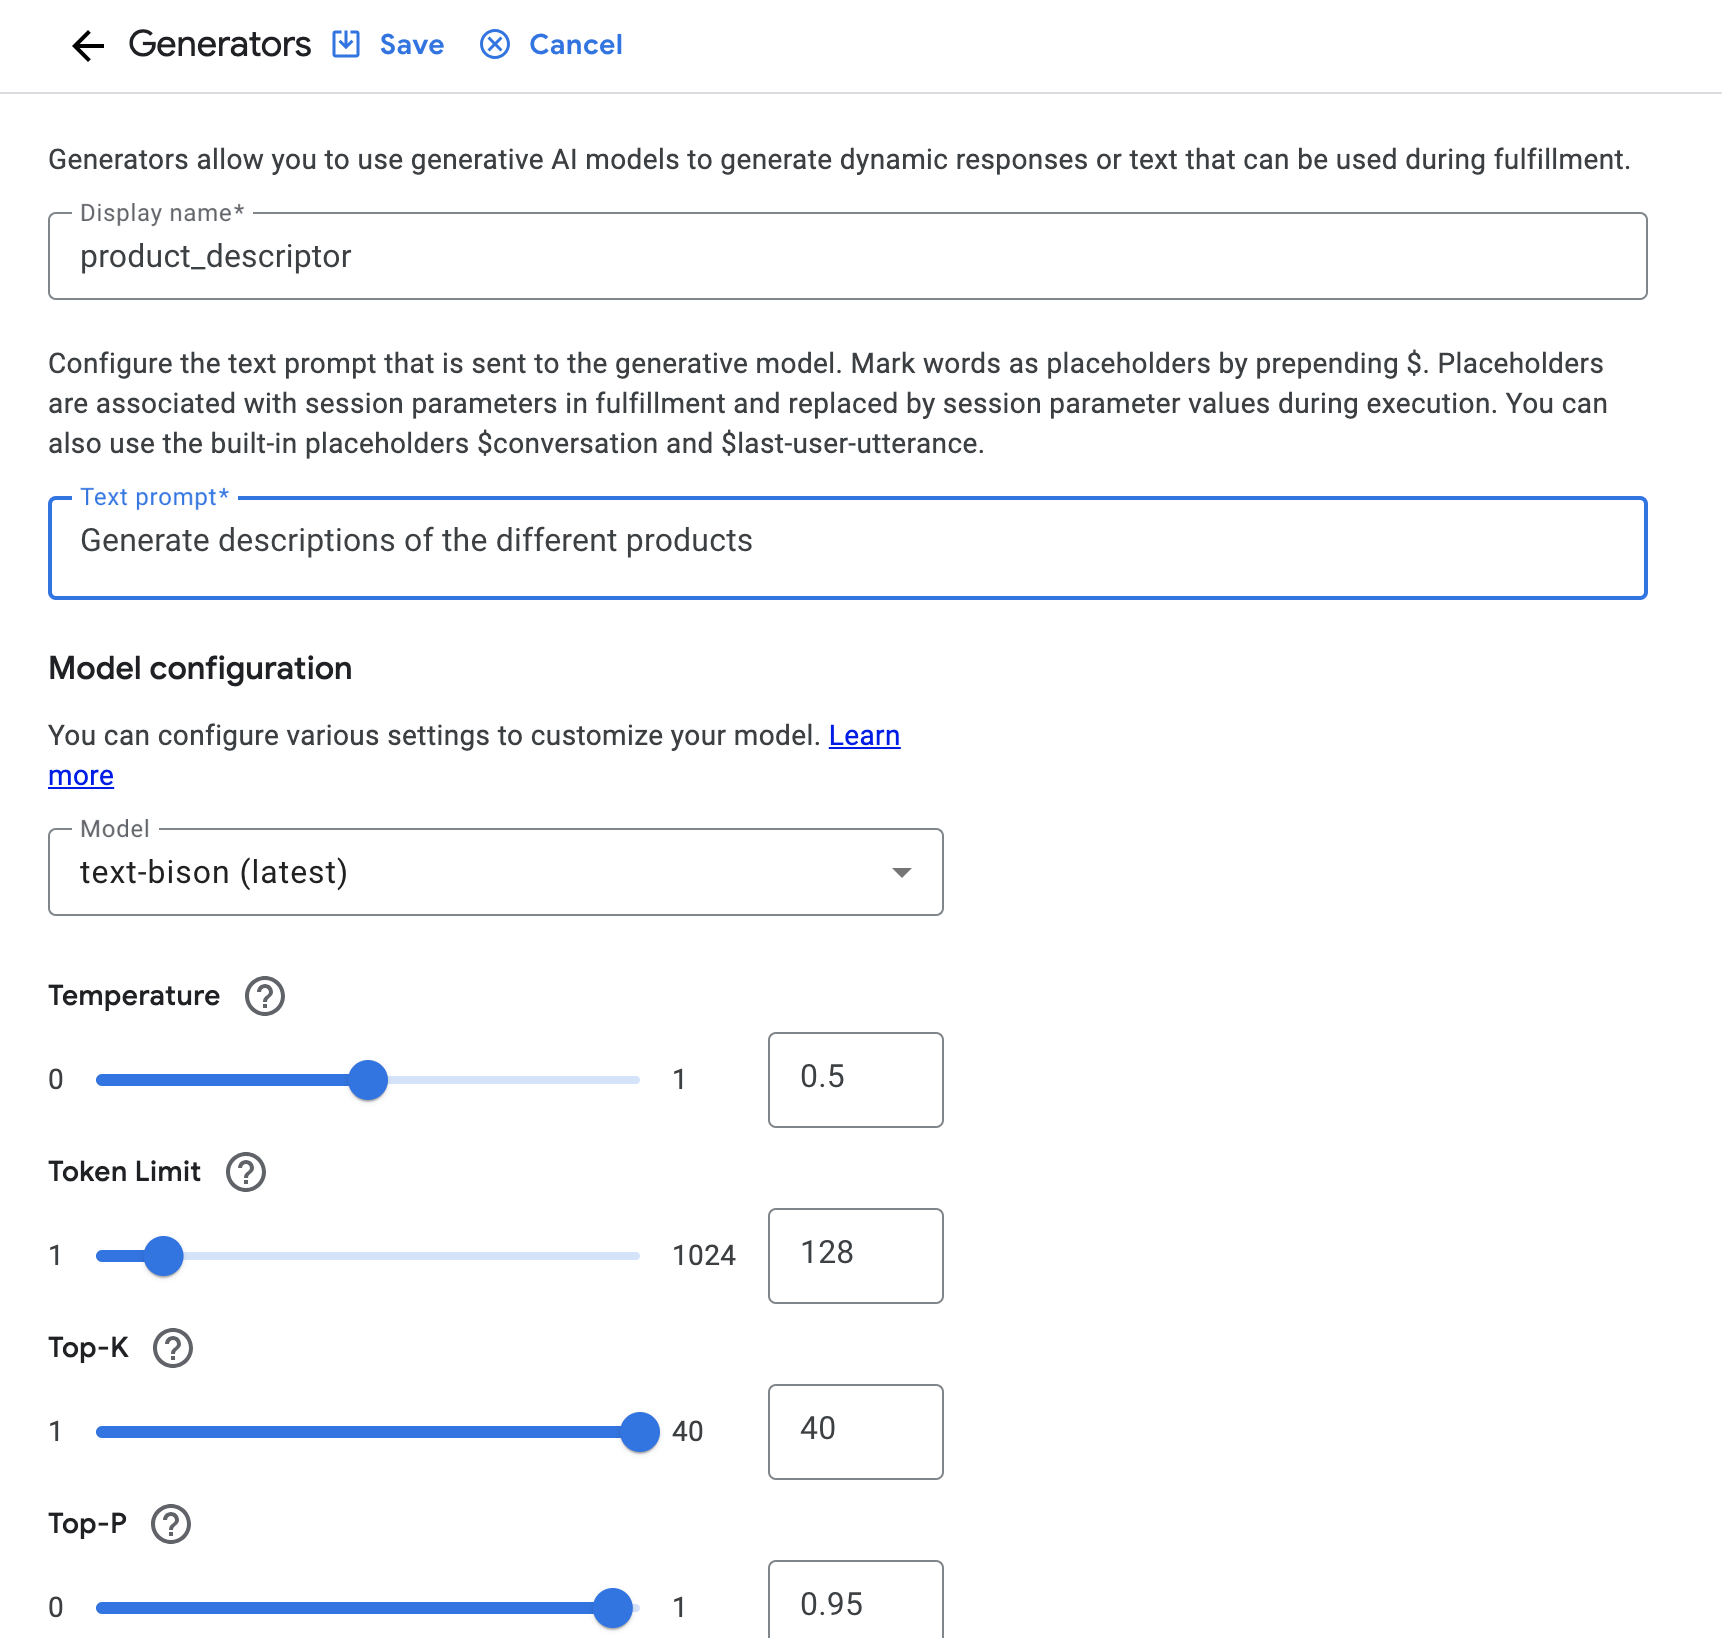 Generators Save Cancel
Generators allow you to use generative AI models to generate dynamic responses or text that can be used during fulfillment.
Display name*
product_descriptor
Configure the text prompt that is sent to the generative model. Mark words as placeholders by prepending $. Placeholders
are associated with session parameters in fulfillment and replaced by session parameter values during execution. You can
also use the built-in placeholders $conversation and $last-user-utterance.
Text prompt*
Generate descriptions of the different products
Model configuration
You can configure various settings to customize your model. Learn
more
Model
text-bison (latest)
Temperature ?
0 1 0.5
Token Limit ?
1 1024 128
Top-K ?
1 40 40
Top-P ?
0 1 0.95